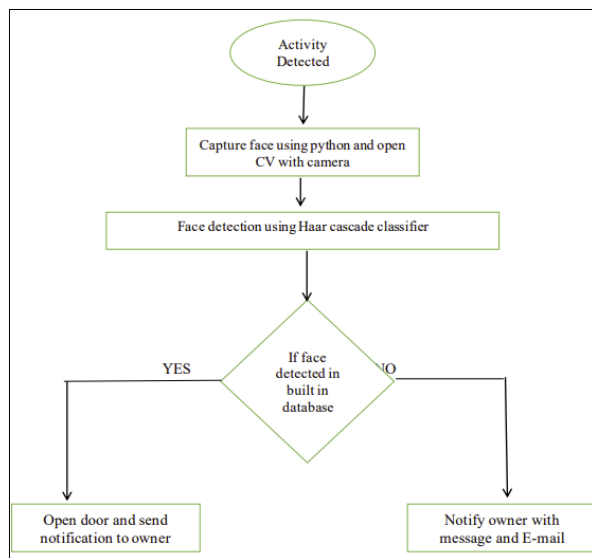 Activity
Detected
Capture face using python and open
CV with camera
Face detection using Haar cascade classifier
If face
detected in
built in
database
YES
NO
Open door and send
notification to owner
Notify owner with
message and E-mail